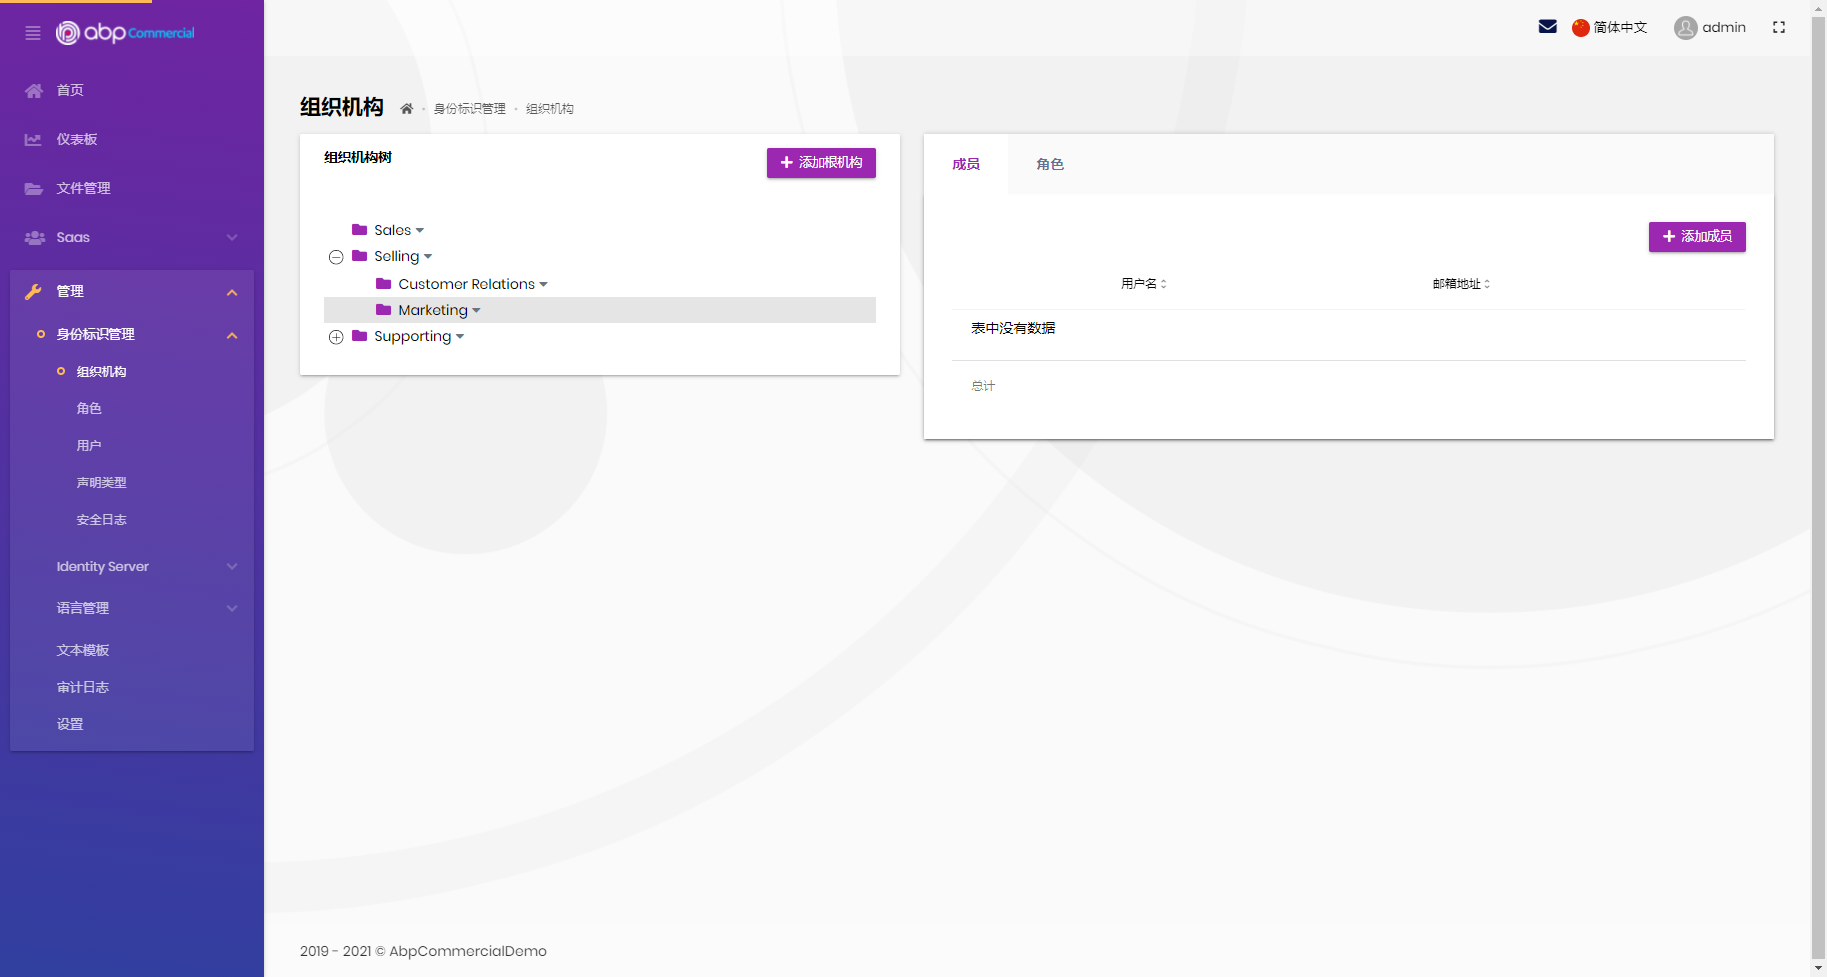 abp Commercial
首页
仪表板
文件管理
Saas
管理
身份标识管理
组织机构
角色
用户
声明类型
安全日志
Identity Server
语言管理
文本模板
审计日志
设置
简体中文
admin
组织机构
身份标识管理
组织机构
组织机构树
添加根机构
Sales
Selling
Customer Relations
Marketing
Supporting
成员
角色
添加成员
用户名
邮箱地址
表中没有数据
总计
2019 - 2021 © AbpCommercialDemo